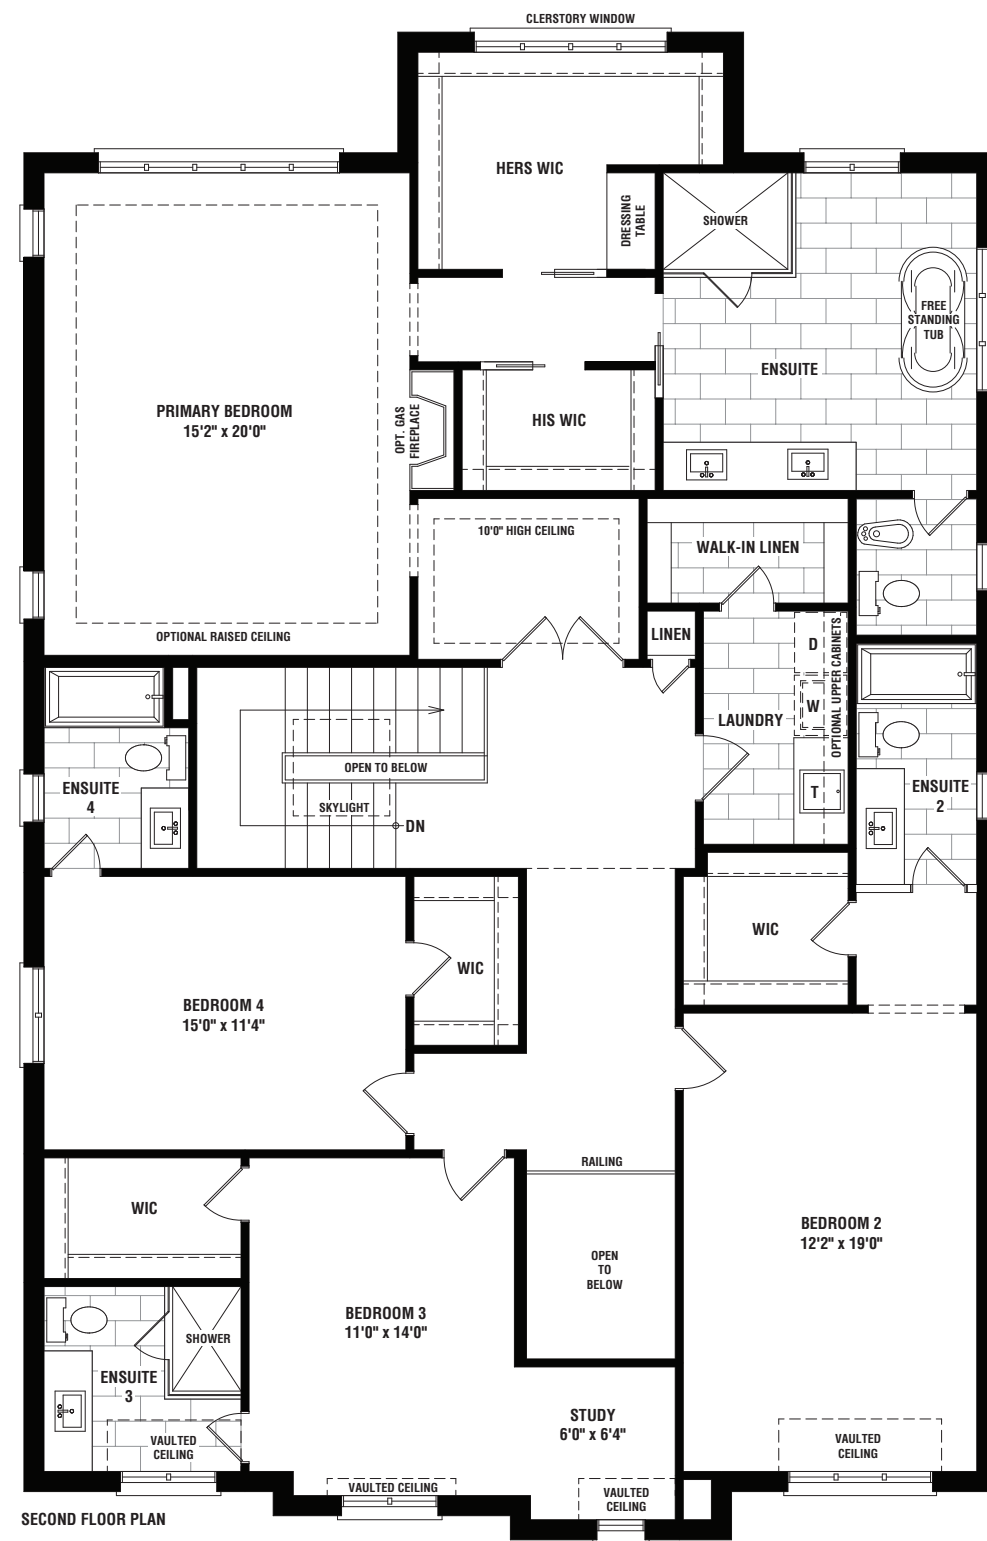 CLERSTORY WINDOW
HERS WIC
DRESSING
TABLE
SHOWER
FREE
STANDING
TUB
ENSUITE
PRIMARY BEDROOM
15'2" x 20'0"
OPT. GAS
FIREPLACE
HIS WIC
10'0" HIGH CEILING
WALK-IN LINEN
OPTIONAL RAISED CEILING
LINEN
D
W
OPTIONAL UPPER CABINETS
LAUNDRY
T
OPEN TO BELOW
SKYLIGHT
DN
ENSUITE
4
ENSUITE
2
WIC
WIC
BEDROOM 4
15'0" x 11'4"
RAILING
WIC
OPEN
TO
BELOW
BEDROOM 2
12'2" x 19'0"
BEDROOM 3
11'0" x 14'0"
SHOWER
ENSUITE
3
STUDY
6'0" x 6'4"
VAULTED
CEILING
VAULTED
CEILING
VAULTED CEILING
VAULTED
CEILING
SECOND FLOOR PLAN